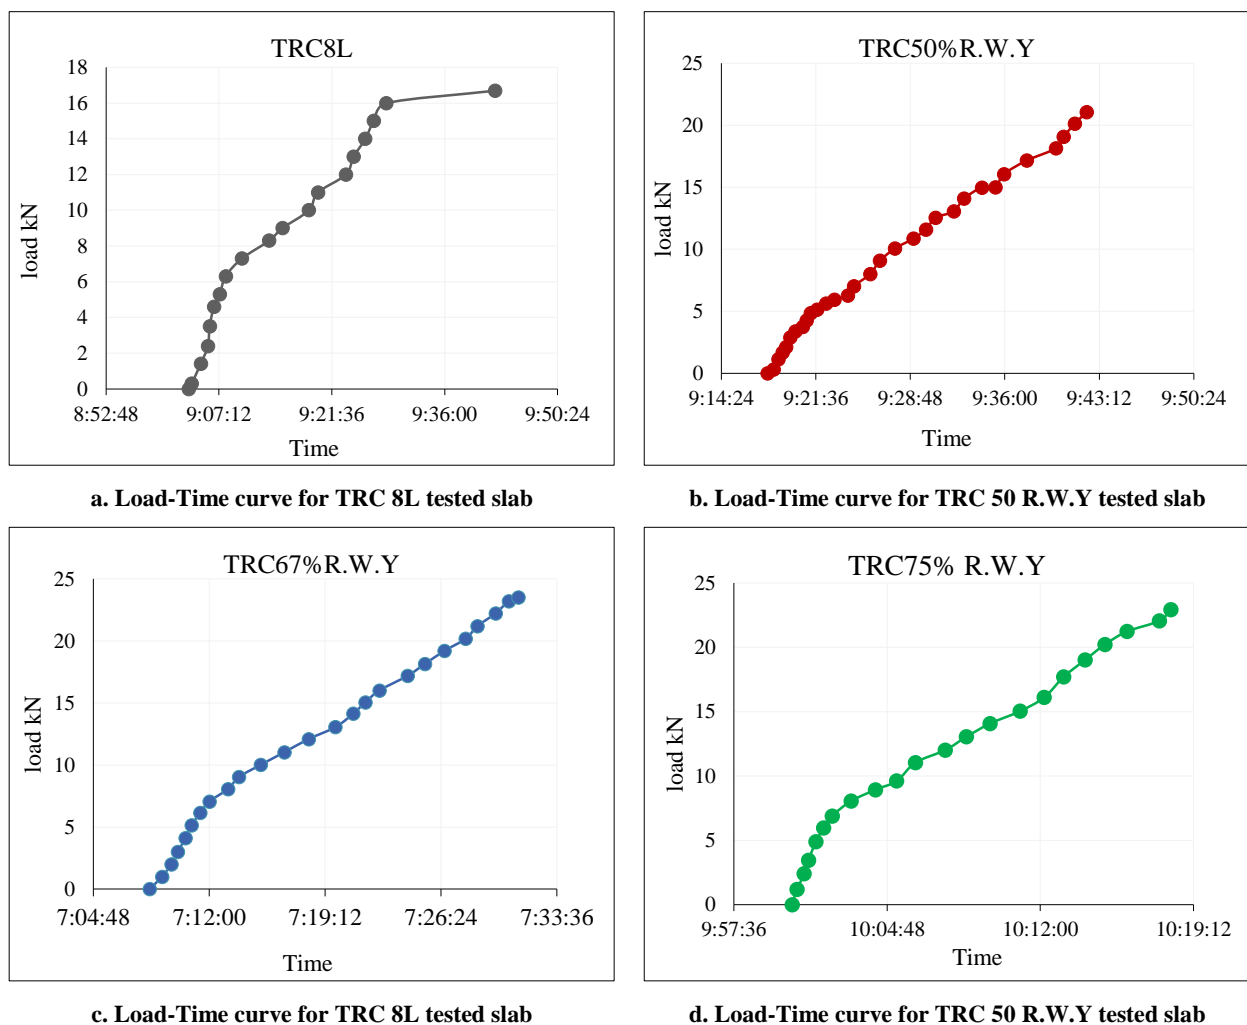 TRC8L
18
16
14
12
10
8
6
4
2
0
load kN
8:52:48 9:07:12 9:21:36 9:36:00 9:50:24
Time
a. Load-Time curve for TRC 8L tested slab
TRC50%R.W.Y
25
20
15
10
5
0
load kN
9:14:24 9:21:36 9:28:48 9:36:00 9:43:12 9:50:24
Time
b. Load-Time curve for TRC 50 R.W.Y tested slab
TRC67%R.W.Y
25
20
15
10
5
0
load kN
7:04:48 7:12:00 7:19:12 7:26:24 7:33:36
Time
c. Load-Time curve for TRC 8L tested slab
TRC75% R.W.Y
25
20
15
10
5
0
load kN
9:57:36 10:04:48 10:12:00 10:19:12
Time
d. Load-Time curve for TRC 50 R.W.Y tested slab